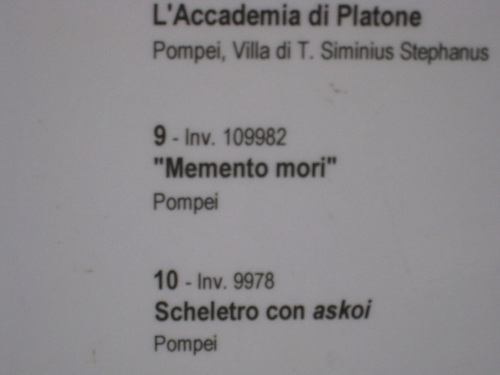 L'Accademia di Platone
Pompei, Villa di T. Siminius Stephanus
9 - Inv. 109982
"Memento mori"
Pompei
10 - Inv. 9978
Scheletro con askoi
Pompei